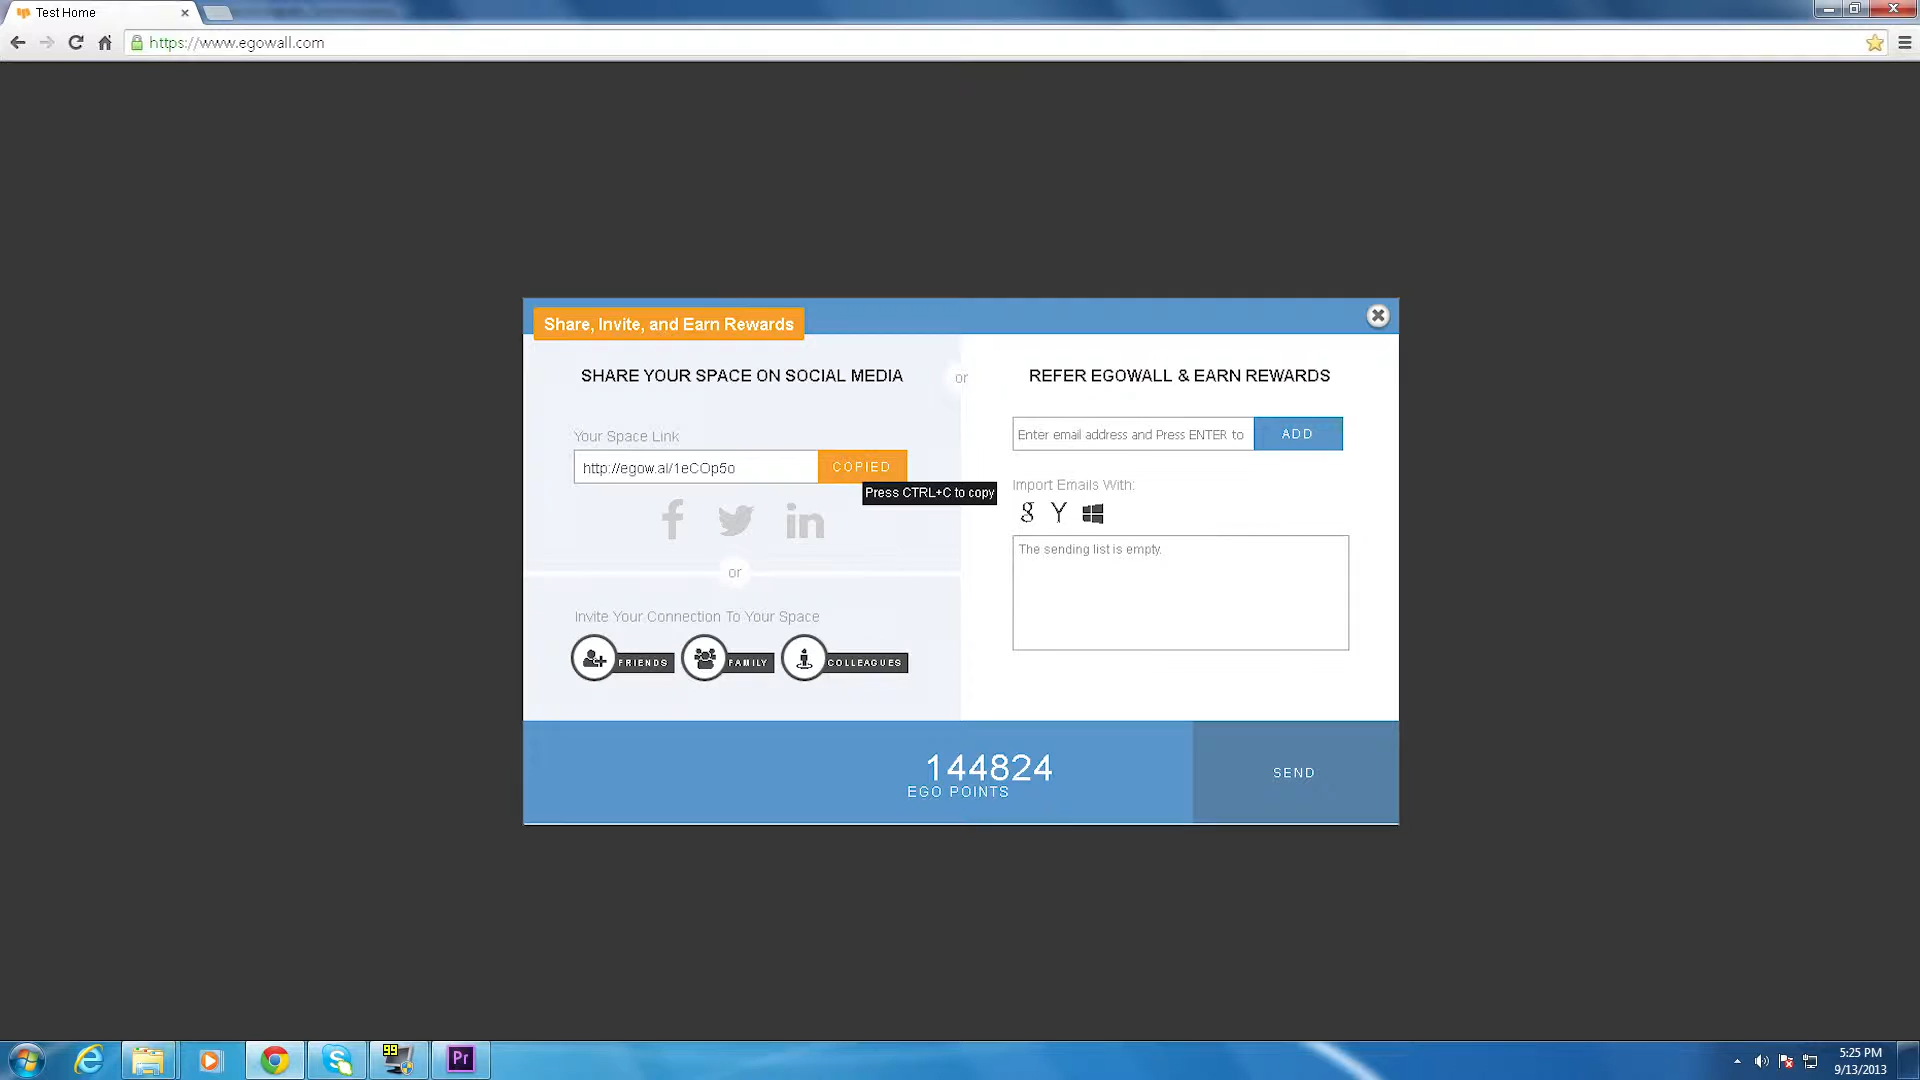 Test Home
https://www.egowall.com
Share, Invite, and Earn Rewards
SHARE YOUR SPACE ON SOCIAL MEDIA
or
REFER EGOWALL & EARN REWARDS
Your Space Link
http://egow.al/1eCOp5o
COPIED
Press CTRL+C to copy
Enter email address and Press ENTER to
ADD
Import Emails With:
The sending list is empty.
or
Invite Your Connection To Your Space
FRIENDS
FAMILY
COLLEAGUES
144824
EGO POINTS
SEND
99
Pr
5:25 PM
9/13/2013